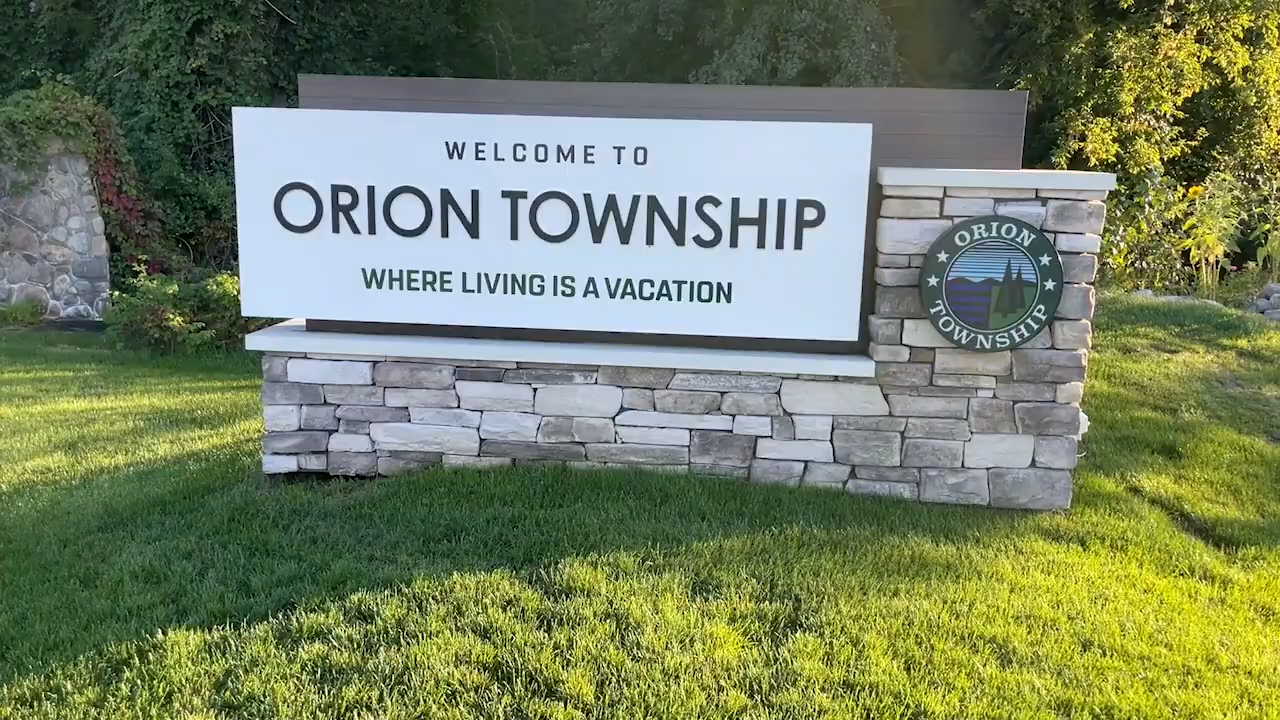 WELCOME TO
ORION TOWNSHIP
WHERE LIVING IS A VACATION
ORION
TOWNSHIP